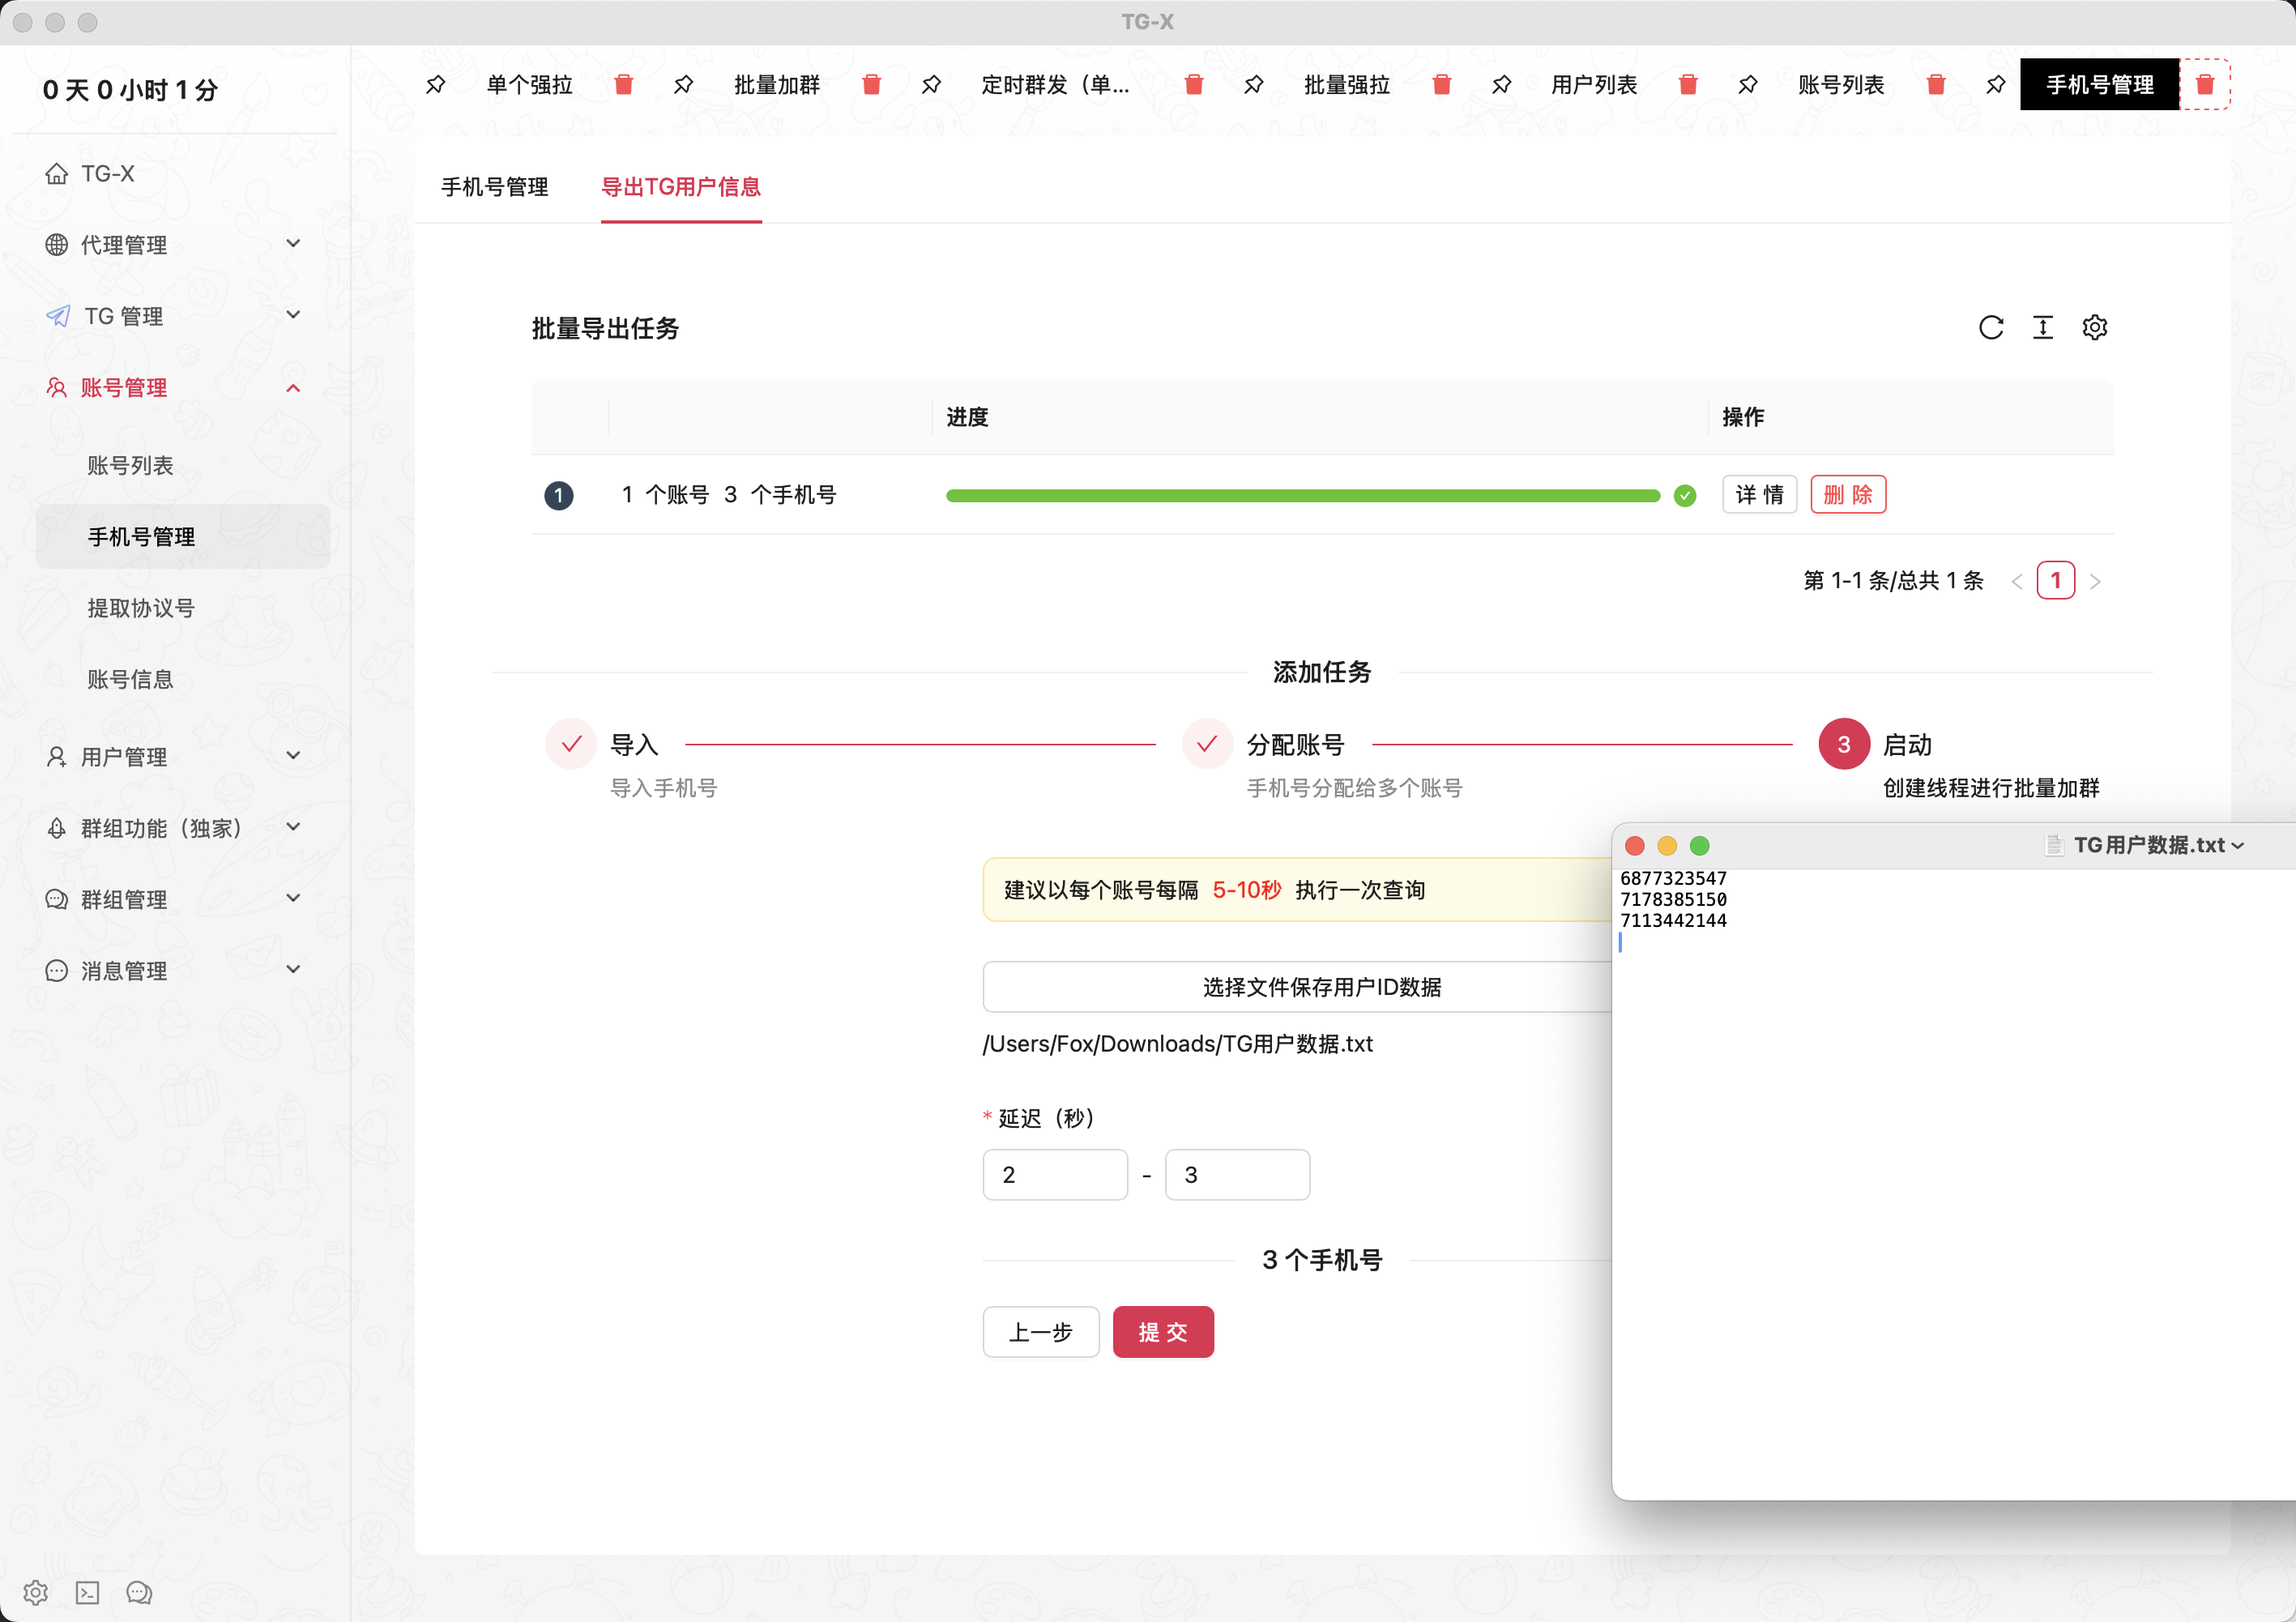 TG-X
0 天 0 小时 1 分
单个强拉
批量加群
定时群发（单...
批量强拉
用户列表
账号列表
手机号管理
TG-X
代理管理
TG 管理
账号管理
账号列表
手机号管理
提取协议号
账号信息
用户管理
群组功能（独家）
群组管理
消息管理
手机号管理
导出TG用户信息
批量导出任务
进度
操作
1
1 个账号 3 个手机号
详 情
删 除
第 1-1 条/总共 1 条
1
添加任务
导入
导入手机号
分配账号
手机号分配给多个账号
3
启动
创建线程进行批量加群
建议以每个账号每隔 5-10秒 执行一次查询
选择文件保存用户ID数据
/Users/Fox/Downloads/TG用户数据.txt
* 延迟（秒）
2 - 3
3 个手机号
上一步
提 交
TG用户数据.txt
6877323547
7178385150
7113442144